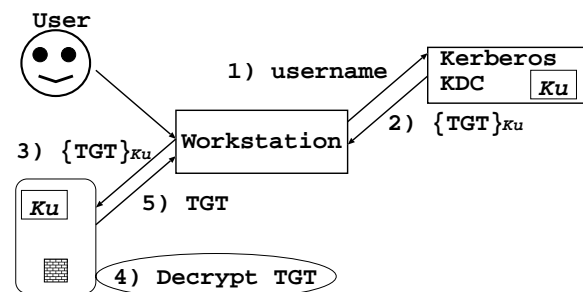 User
1) username
Kerberos
KDC
Ku
2) {TGT}Ku
Workstation
3) {TGT}Ku
5) TGT
Ku
4) Decrypt TGT